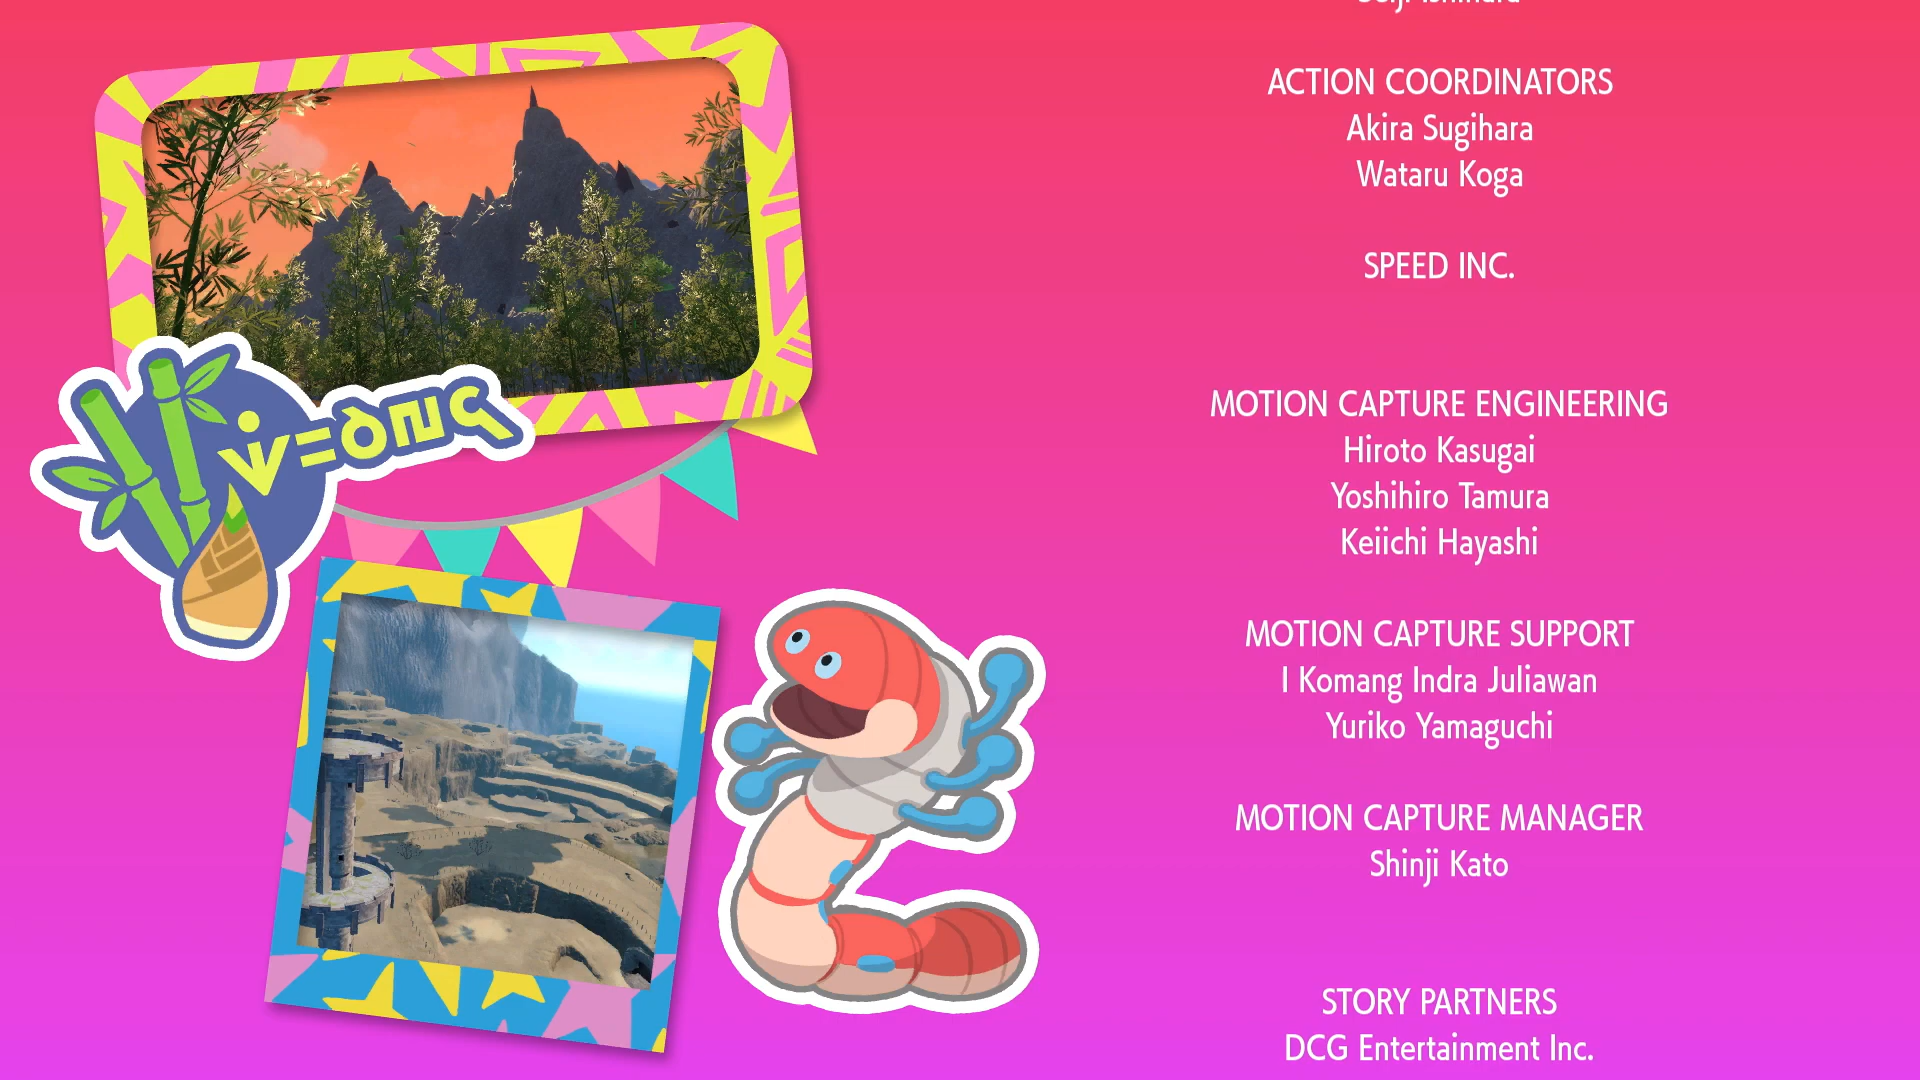 ACTION COORDINATORS
Akira Sugihara
Wataru Koga
SPEED INC.
MOTION CAPTURE ENGINEERING
Hiroto Kasugai
Yoshihiro Tamura
Keiichi Hayashi
MOTION CAPTURE SUPPORT
I Komang Indra Juliawan
Yuriko Yamaguchi
MOTION CAPTURE MANAGER
Shinji Kato
STORY PARTNERS
DCG Entertainment Inc.